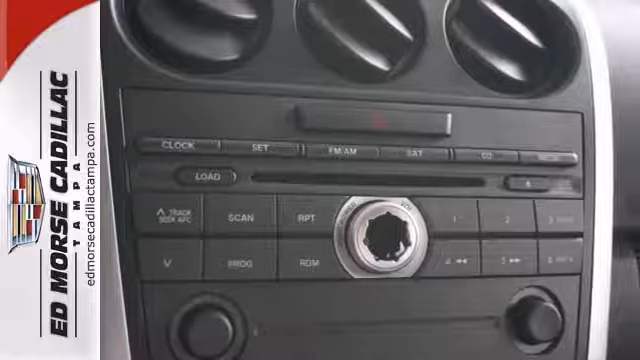 ED MORSE CADILLAC
TAMPA
edmorsecadillactampa.com
CLOCK SET FM/AM SAT CD
LOAD
TRACK SCAN RPT VOL 1 2 3
SEEK APC
PROG RDM 4 5 6